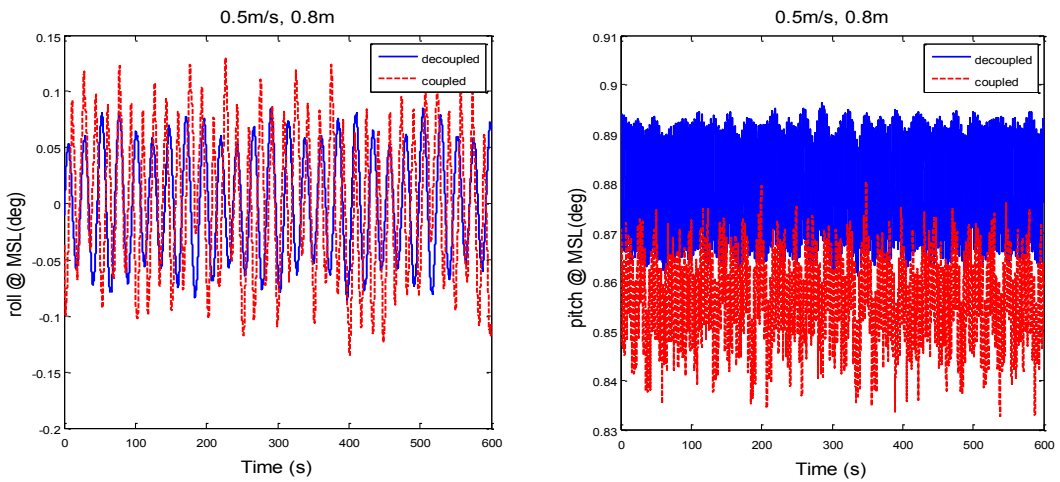 0.5m/s, 0.8m
0.15
0.1
0.05
0
-0.05
-0.1
-0.15
-0.2
roll @ MSL(deg)
decoupled
coupled
0 100 200 300 400 500 600
Time (s)
0.5m/s, 0.8m
0.91
0.9
0.89
0.88
0.87
0.86
0.85
0.84
0.83
pitch @ MSL(deg)
decoupled
coupled
0 100 200 300 400 500 600
Time (s)